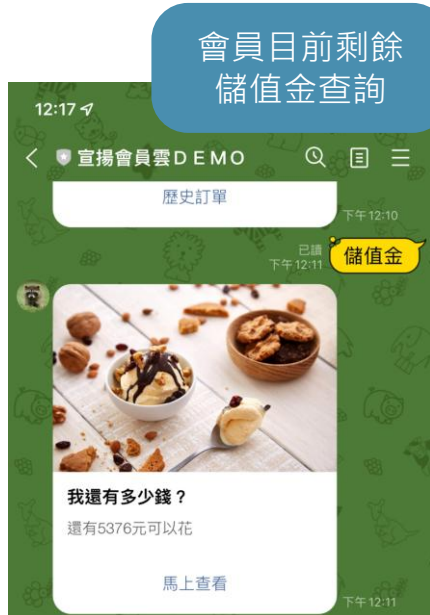 會員目前剩餘
儲值金查詢
12:17
宣揚會員雲DEMO
歷史訂單
下午12:10
已讀
下午12:11
儲值金
我還有多少錢？
還有5376元可以花
馬上查看
下午12:11